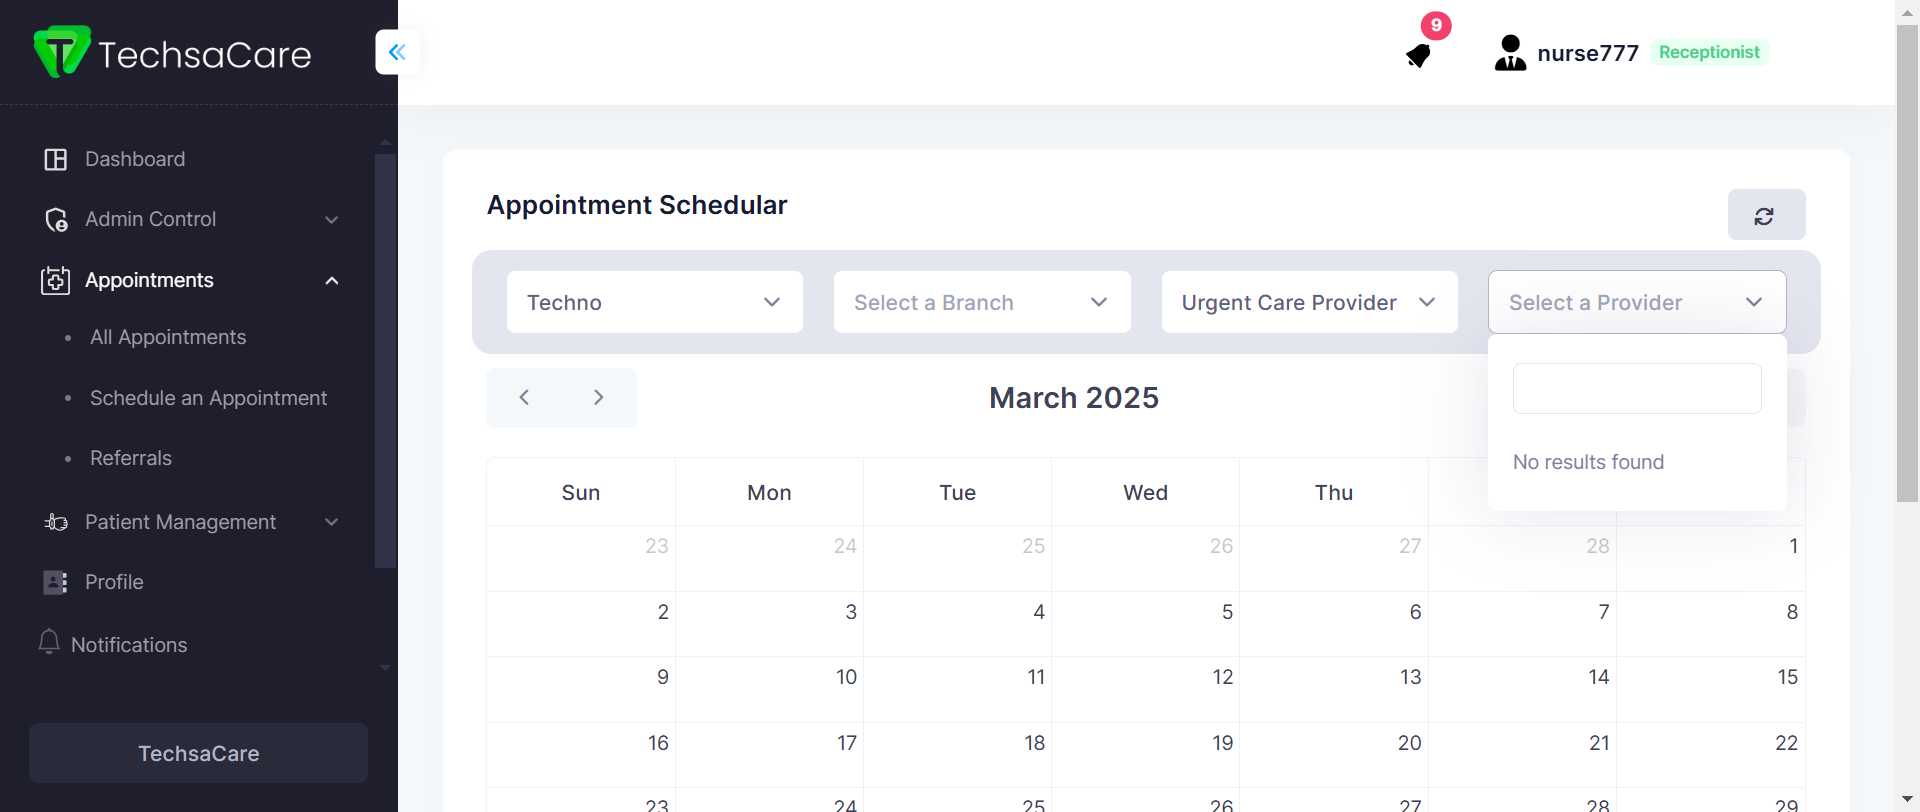 TechsaCare
9
nurse777 Receptionist
Dashboard
Admin Control
Appointments
All Appointments
Schedule an Appointment
Referrals
Patient Management
Profile
Notifications
TechsaCare
Appointment Schedular
Techno Select a Branch Urgent Care Provider Select a Provider
No results found
March 2025
Sun Mon Tue Wed Thu
23 24 25 26 27 28 1
2 3 4 5 6 7 8
9 10 11 12 13 14 15
16 17 18 19 20 21 22
23 24 25 26 27 28 29